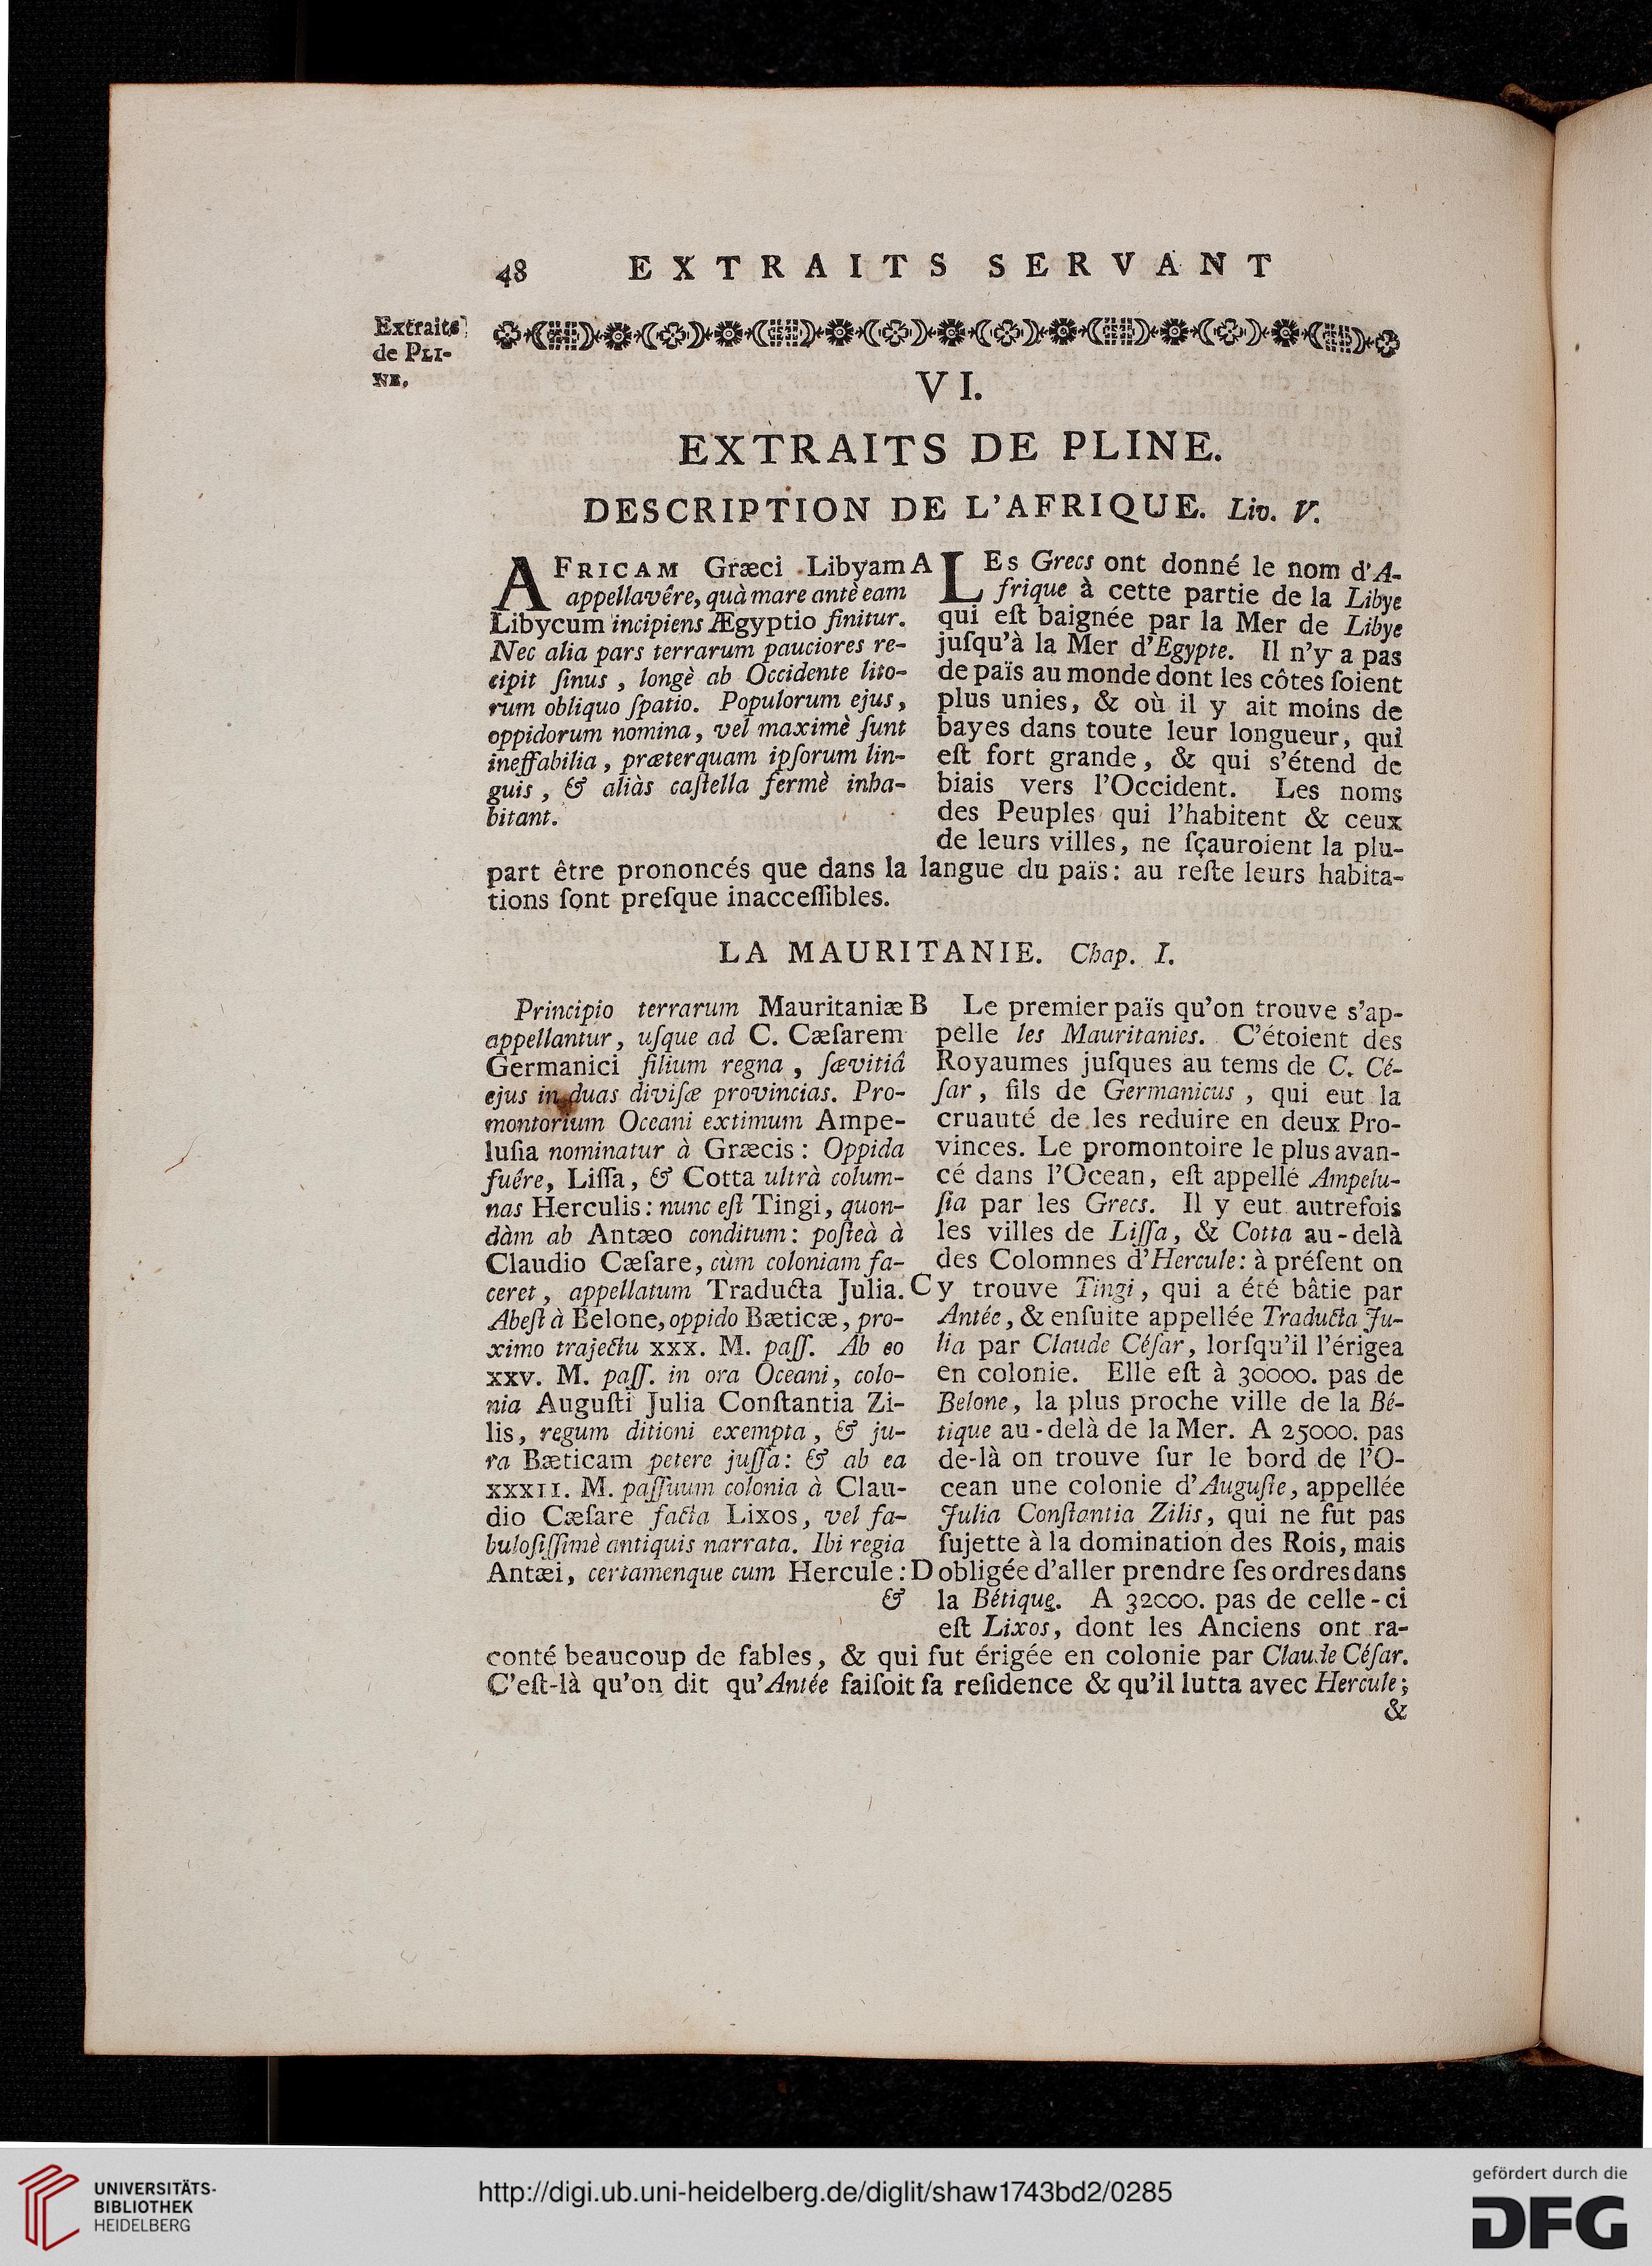 48 EXTRAITS SERVANT
Extraits
de PLI-
NE.
VI.
EXTRAITS DE PLINE.
DESCRIPTION DE L'AFRIQUE. Liv. V.
AFRICAM Græci Libyam A
appellavêre, quà mare antè eam
Libycum incipiens Ægyptio finitur.
Nec alia pars terrarum pauciores re-
cipit ſinus, longè ab Occidente lito-
rum obliquo ſpatio. Populorum ejus,
oppidorum nomina, vel maximè ſunt
ineffabilia, præterquam ipſorum lin-
guis, & aliàs caſtella fermè inha-
bitant.
LEs Grecs ont donné le nom d'A-
frique à cette partie de la Libye
qui eſt baignée par la Mer de Libye
juſqu'à la Mer d'Egypte. Il n'y a pas
de païs au monde dont les côtes ſoient
plus unies, & où il y ait moins de
bayes dans toute leur longueur, qui
eſt fort grande, & qui s'étend de
biais vers l'Occident. Les noms
des Peuples qui l'habitent & ceux
de leurs villes, ne ſçauroient la plu-
part être prononcés que dans la langue du païs: au reſte leurs habita-
tions ſont preſque inacceſſibles.
LA MAURITANIE. Chap. I.
Principio terrarum Mauritaniæ B
appellantur, uſque ad C. Cæſarem
Germanici filium regna, ſævitiâ
ejus in duas diviſæ provincias. Pro-
montorium Oceani extimum Ampe-
luſia nominatur à Græcis: Oppida
fuêre, Liſſa, & Cotta ultrà colum-
nas Herculis: nunc eſt Tingi, quon-
dàm ab Antæo conditum: poſteà à
Claudio Cæſare, cùm coloniam fa-
ceret, appellatum Traducta Julia. C
Abeſt à Belone, oppido Bæticæ, pro-
ximo trajectu xxx. M. paſſ. Ab eo
xxv. M. paſſ. in ora Oceani, colo-
nia Auguſti Julia Conſtantia Zi-
lis, regum ditioni exempta, & ju-
ra Bæticam petere juſſa: & ab ea
xxxII. M. paſſuum colonia à Clau-
dio Cæſare facta Lixos, vel fa-
buloſiſſimè antiquis narrata. Ibi regia
Antæi, certamenque cum Hercule: D
&
Le premier païs qu'on trouve s'ap-
pelle les Mauritanies. C'étoient des
Royaumes juſques au tems de C. Cé-
ſar, fils de Germanicus, qui eut la
cruauté de les reduire en deux Pro-
vinces. Le promontoire le plus avan-
cé dans l'Ocean, eſt appellé Ampelu-
ſia par les Grecs. Il y eut autrefois
les villes de Liſſa, & Cotta au-delà
des Colomnes d'Hercule: à préſent on
y trouve Tingi, qui a été bâtie par
Antée, & enſuite appellée Traducta Ju-
lia par Claude Céſar, lorſqu'il l'érigea
en colonie. Elle eſt à 30000. pas de
Belone, la plus proche ville de la Bé-
tique au-delà de la Mer. A 25000. pas
de-là on trouve ſur le bord de l'O-
cean une colonie d'Auguſte, appellée
Julia Conſtantia Zilis, qui ne fut pas
ſujette à la domination des Rois, mais
obligée d'aller prendre ſes ordres dans
la Bétique. A 32000. pas de celle-ci
eſt Lixos, dont les Anciens ont ra-
conté beaucoup de fables, & qui fut érigée en colonie par Claude Céſar.
C'eſt-là qu'on dit qu'Antée faiſoit ſa reſidence & qu'il lutta avec Hercule;
&
UNIVERSITÄTS-
BIBLIOTHEK
HEIDELBERG
http://digi.ub.uni-heidelberg.de/diglit/shaw1743bd2/0285
gefördert durch die
DFG